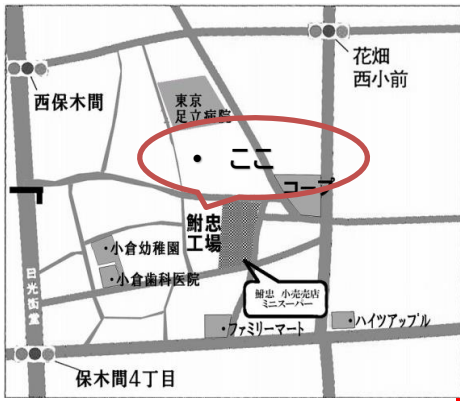 花畑
西小前
西保木間
東京
足立病院
ここ
コープ
鮒忠
工場
・小倉幼稚園
・小倉歯科医院
日光街道
鮒忠 小売売店
ミニスーパー
・ファミリーマート
・ハイツアップル
保木間4丁目